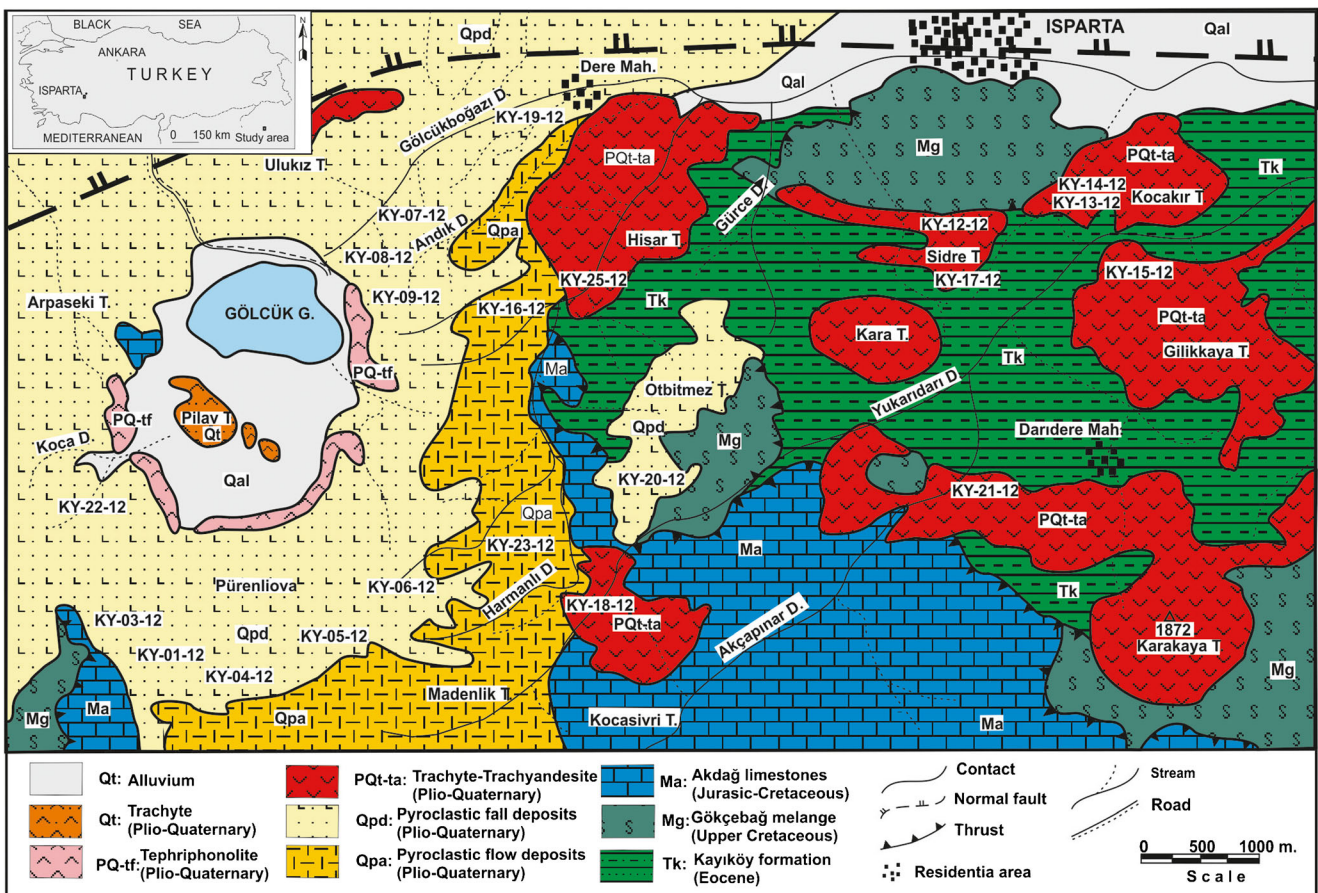 BLACK SEA
ANKARA
TURKEY
ISPARTA
MEDITERRANEAN
0 150 km
Study area
N
Qpd
ISPARTA
Qal
Dere Mah.
Qal
Gölcükboğazı D
KY-19-12
Ulukız T.
PQt-ta
Mg
PQt-ta
Tk
KY-14-12
KY-13-12
Kocakır T
KY-07-12
Andık D
Qpa
Gürce D.
KY-12-12
Hisar T
Sidre T.
KY-08-12
KY-25-12
KY-17-12
KY-15-12
Arpaseki T.
KY-09-12
Tk
GÖLCÜK G.
KY-16-12
PQt-ta
Kara T.
Tk
Gilikkaya T.
PQ-tf
Ma
Otbitmez T.
Yukarıdarı D.
PQ-tf
Pilav T.
Qt
Qpd
Darıdere Mah.
Koca D.
Mg
Qal
KY-20-12
KY-22-12
KY-21-12
Qpa
PQt-ta
KY-23-12
Ma
Pürenliova
KY-06-12
Harmanlı D
Tk
KY-18-12
KY-03-12
PQt-ta
Akçapınar D.
1872
Karakaya T
Qpd
KY-05-12
KY-01-12
KY-04-12
Mg
Madenlik T.
Mg
Ma
Qpa
Kocasivri T.
Ma
Qt: Alluvium
Qt: Trachyte
(Plio-Quaternary)
PQ-tf: Tephriphonolite
(Plio-Quaternary)
PQt-ta: Trachyte-Trachyandesite
(Plio-Quaternary)
Qpd: Pyroclastic fall deposits
(Plio-Quaternary)
Qpa: Pyroclastic flow deposits
(Plio-Quaternary)
Ma: Akdağ limestones
(Jurasic-Cretaceous)
Mg: Gökçebağ melange
(Upper Cretaceous)
Tk: Kayıköy formation
(Eocene)
Contact
Normal fault
Thrust
Residentia area
Stream
Road
0 500 1000 m.
Scale